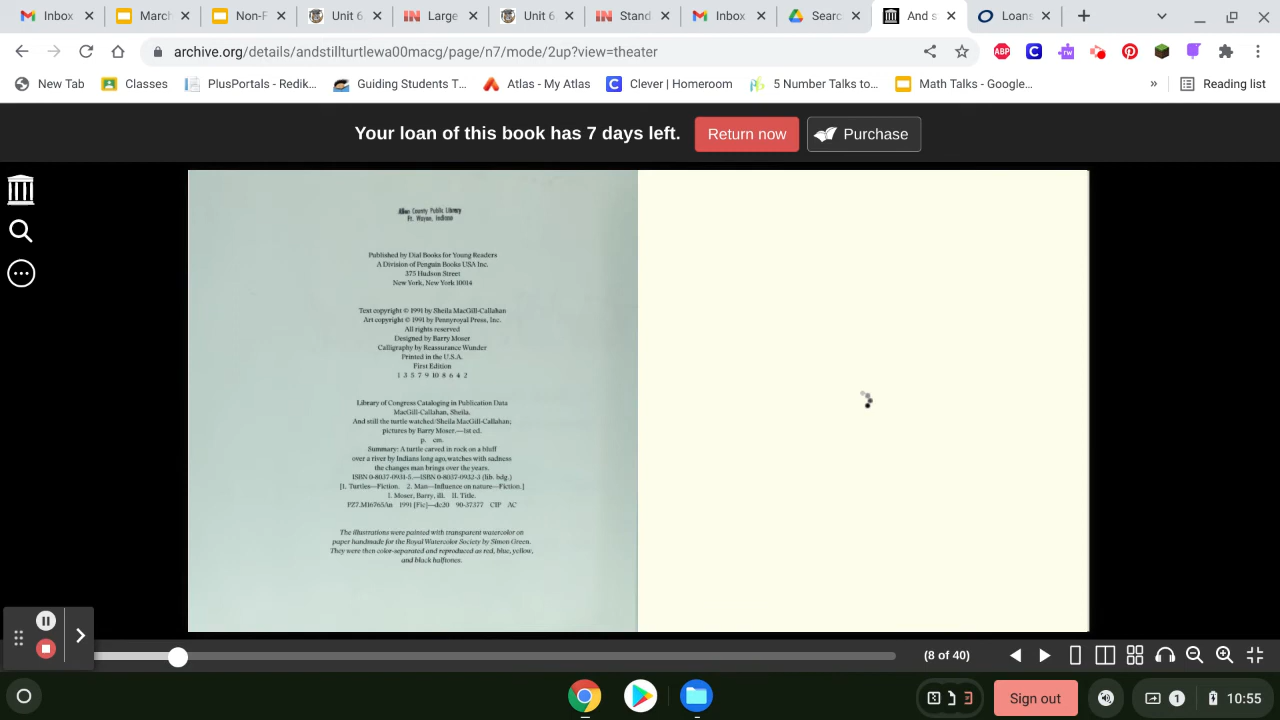 Inbox
March
Non-F
Unit 6
Large
Unit 6
Stanc
Inbox
Searc
And s
Loans
archive.org/details/andstillturtlewa00macg/page/n7/mode/2up?view=theater
New Tab
Classes
PlusPortals - Redik...
Guiding Students T...
Atlas - My Atlas
Clever | Homeroom
5 Number Talks to...
Math Talks - Google...
»
Reading list
Your loan of this book has 7 days left.
Return now
Purchase
Allen County Public Library
Ft. Wayne, Indiana
Published by Dial Books for Young Readers
A Division of Penguin Books USA Inc.
375 Hudson Street
New York, New York 10014
Text copyright © 1991 by Sheila MacGill-Callahan
Art copyright © 1991 by Pennyroyal Press, Inc.
All rights reserved
Designed by Barry Moser
Calligraphy by Reassurance Wunder
Printed in the U.S.A.
First Edition
1 3 5 7 9 10 8 6 4 2
Library of Congress Cataloging in Publication Data
MacGill-Callahan, Sheila.
And still the turtle watched/Sheila MacGill-Callahan;
pictures by Barry Moser.—1st ed.
p. cm.
Summary: A turtle carved in rock on a bluff
over a river by Indians long ago, watches with sadness
the changes man brings over the years.
ISBN 0-8037-0931-5.—ISBN 0-8037-0932-3 (lib. bdg.)
[1. Turtles—Fiction. 2. Man—Influence on nature—Fiction.]
I. Moser, Barry, ill. II. Title.
PZ7.M16765An 1991 [Fic]—dc20 90-37377 CIP AC
The illustrations were painted with transparent watercolor on
paper handmade for the Royal Watercolor Society by Simon Green.
They were then color-separated and reproduced as red, blue, yellow,
and black halftones.
(8 of 40)
Sign out
1
10:55